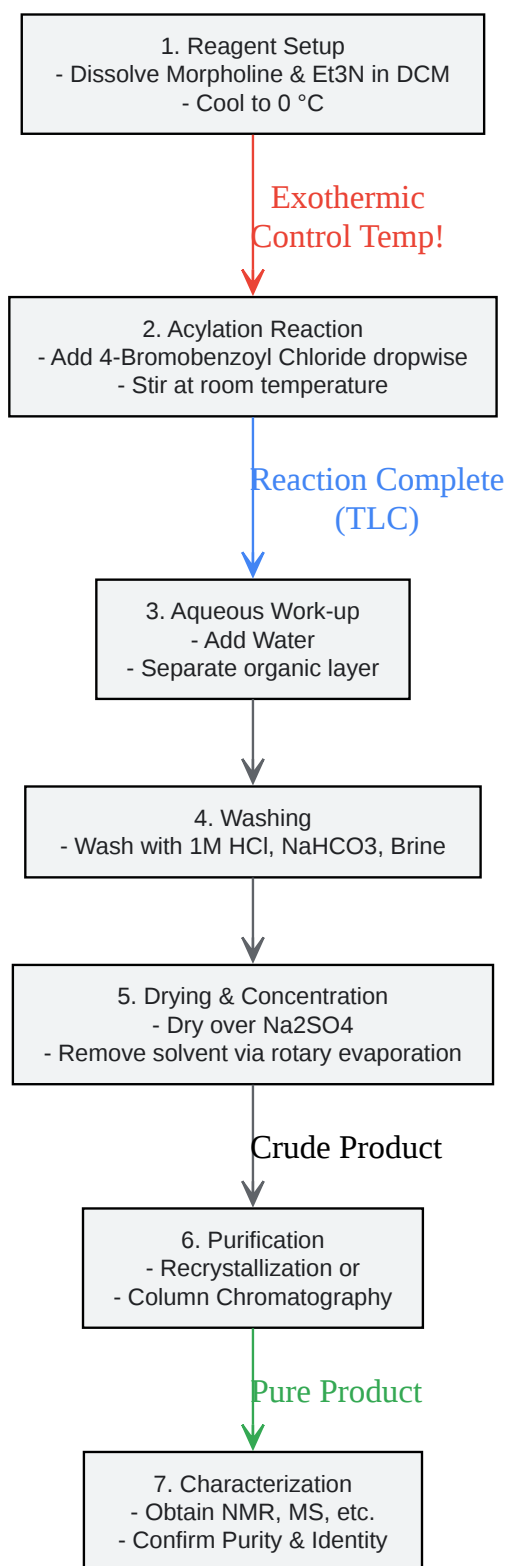 1. Reagent Setup
- Dissolve Morpholine & Et3N in DCM
- Cool to 0 °C
Exothermic
Control Temp!
2. Acylation Reaction
- Add 4-Bromobenzoyl Chloride dropwise
- Stir at room temperature
Reaction Complete
(TLC)
3. Aqueous Work-up
- Add Water
- Separate organic layer
4. Washing
- Wash with 1M HCl, NaHCO3, Brine
5. Drying & Concentration
- Dry over Na2SO4
- Remove solvent via rotary evaporation
Crude Product
6. Purification
- Recrystallization or
- Column Chromatography
Pure Product
7. Characterization
- Obtain NMR, MS, etc.
- Confirm Purity & Identity